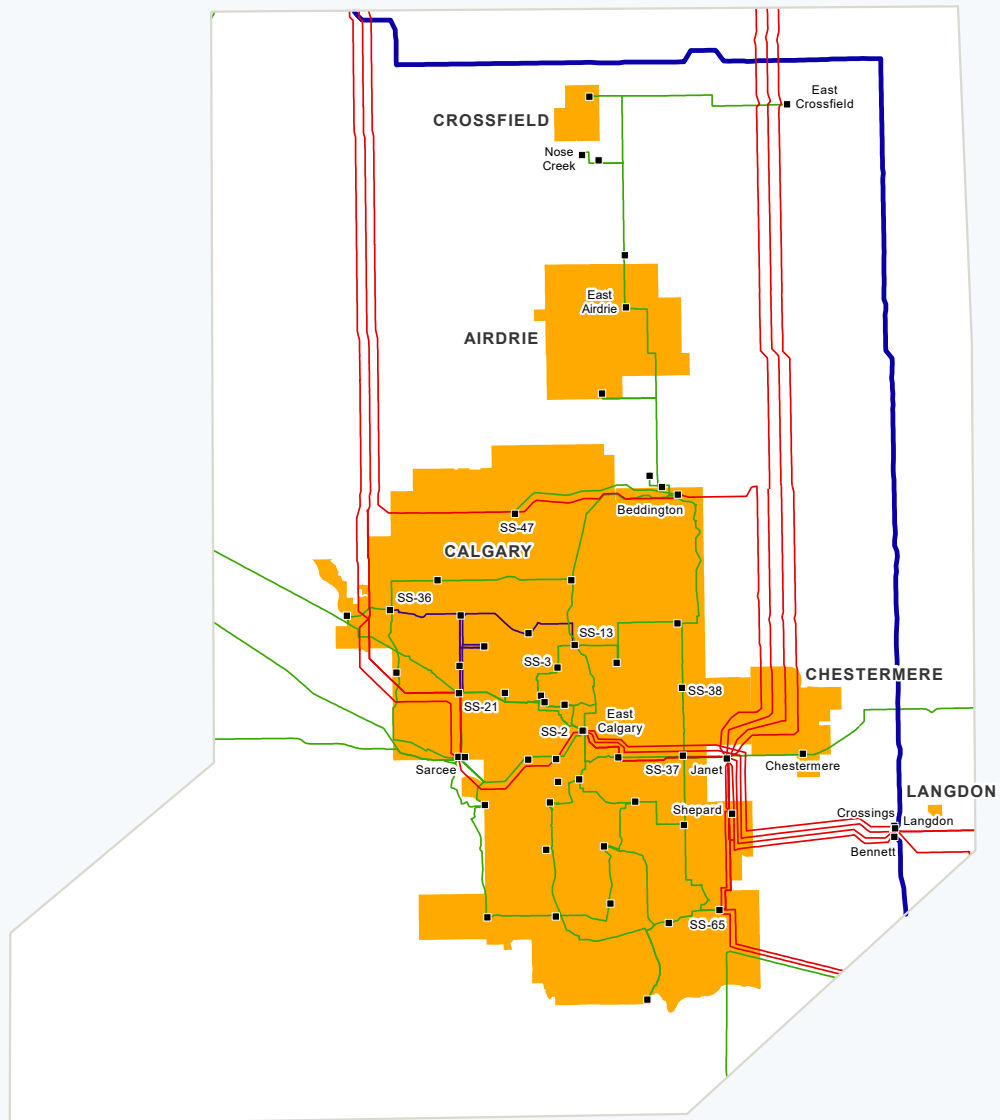 East
Crossfield
CROSSFIELD
Nose
Creek
East
Airdrie
AIRDRIE
Beddington
SS-47
CALGARY
SS-36
SS-13
SS-3
CHESTERMERE
SS-38
SS-21
East
Calgary
SS-2
Sarcee
SS-37
Janet
Chestermere
LANGDON
Shepard
Crossings
Langdon
Bennett
SS-65